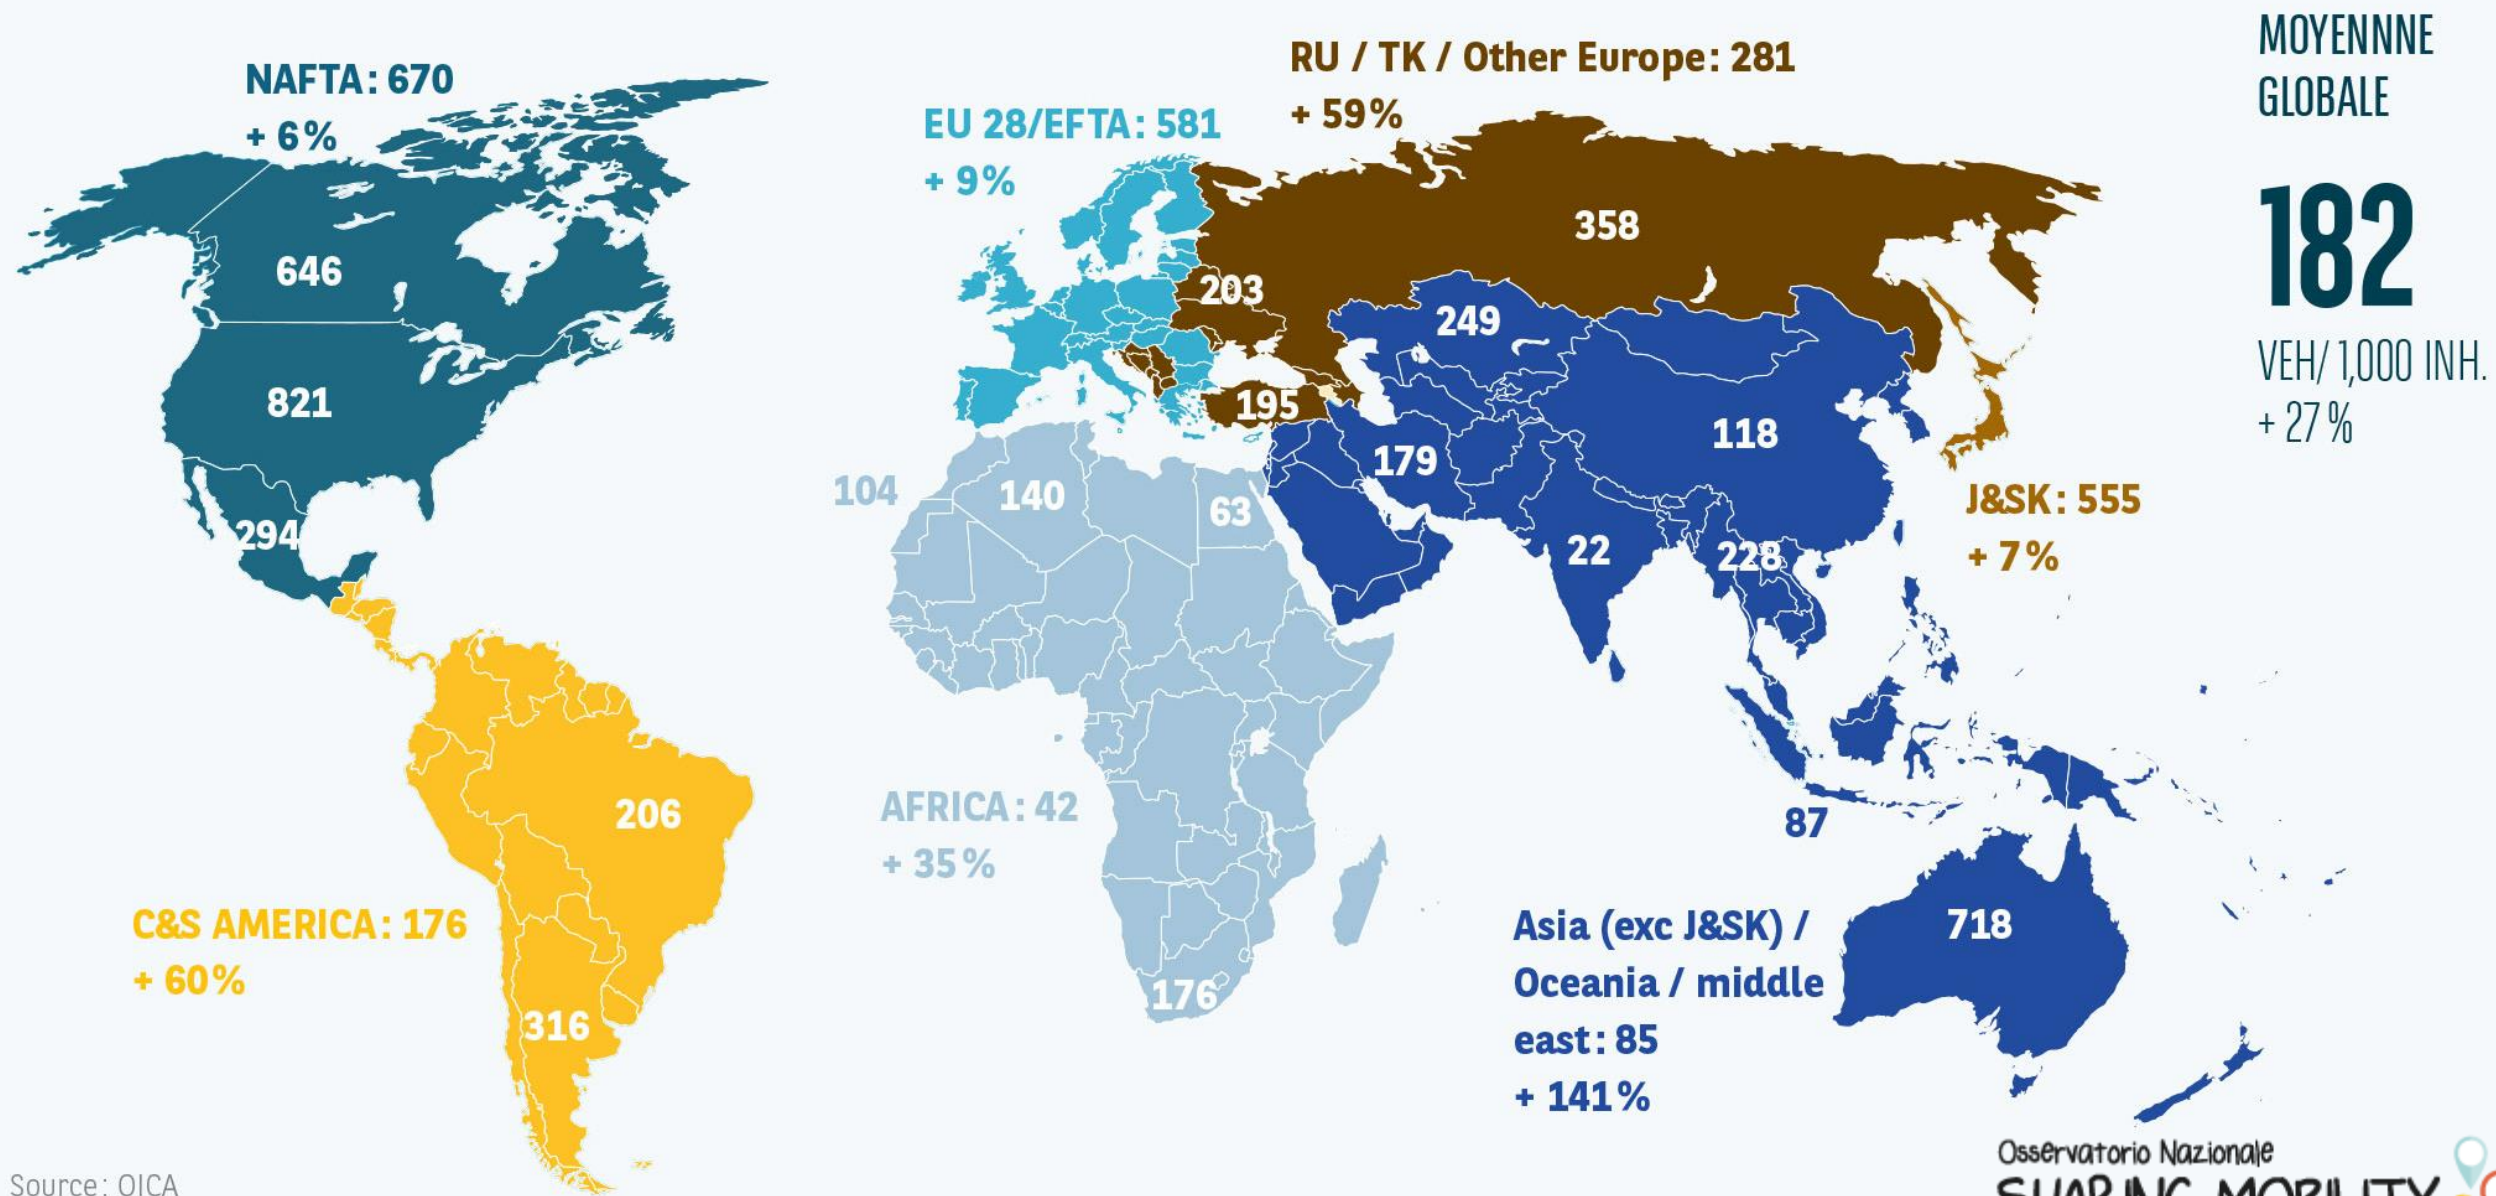 NAFTA: 670
+ 6%
646
821
294
C&S AMERICA: 176
+ 60%
206
316
EU 28/EFTA: 581
+ 9%
RU / TK / Other Europe: 281
+ 59%
358
203
195
AFRICA: 42
+ 35%
104
140
63
176
249
179
118
22
228
87
718
Asia (exc J&SK) /
Oceania / middle
east: 85
+ 141%
J&SK: 555
+ 7%
MOYENNNE
GLOBALE
182
VEH/ 1,000 INH.
+ 27%
Source: OICA
Osservatorio Nazionale
SHARING MOBILITY